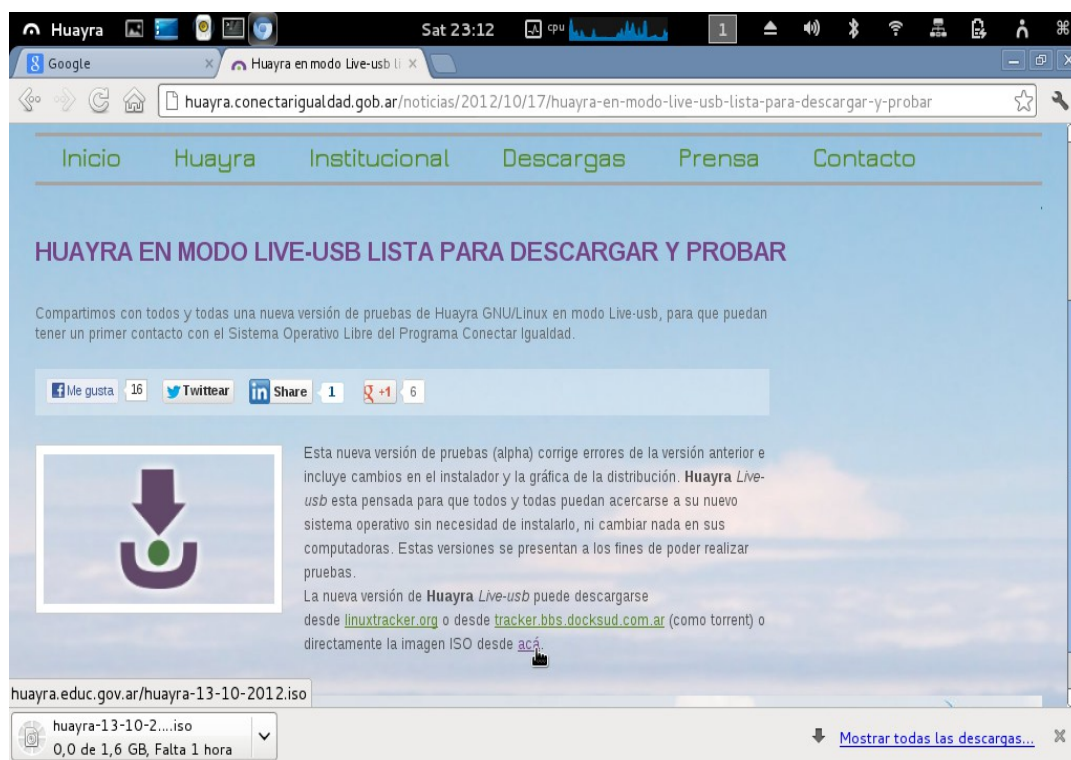 Huayra
Sat 23:12
cpu
1
Google
Huayra en modo Live-usb li
huayra.conectarigualdad.gob.ar/noticias/2012/10/17/huayra-en-modo-live-usb-lista-para-descargar-y-probar
Inicio Huayra Institucional Descargas Prensa Contacto
HUAYRA EN MODO LIVE-USB LISTA PARA DESCARGAR Y PROBAR
Compartimos con todos y todas una nueva versión de pruebas de Huayra GNU/Linux en modo Live-usb, para que puedan
tener un primer contacto con el Sistema Operativo Libre del Programa Conectar Igualdad.
Me gusta 16 Twittear in Share 1 g +1 6
Esta nueva versión de pruebas (alpha) corrige errores de la versión anterior e
incluye cambios en el instalador y la gráfica de la distribución. Huayra Live-
usb esta pensada para que todos y todas puedan acercarse a su nuevo
sistema operativo sin necesidad de instalarlo, ni cambiar nada en sus
computadoras. Estas versiones se presentan a los fines de poder realizar
pruebas.
La nueva versión de Huayra Live-usb puede descargarse
desde linuxtracker.org o desde tracker.bbs.docksud.com.ar (como torrent) o
directamente la imagen ISO desde acá.
huayra.educ.gov.ar/huayra-13-10-2012.iso
huayra-13-10-2....iso
0,0 de 1,6 GB, Falta 1 hora
Mostrar todas las descargas...